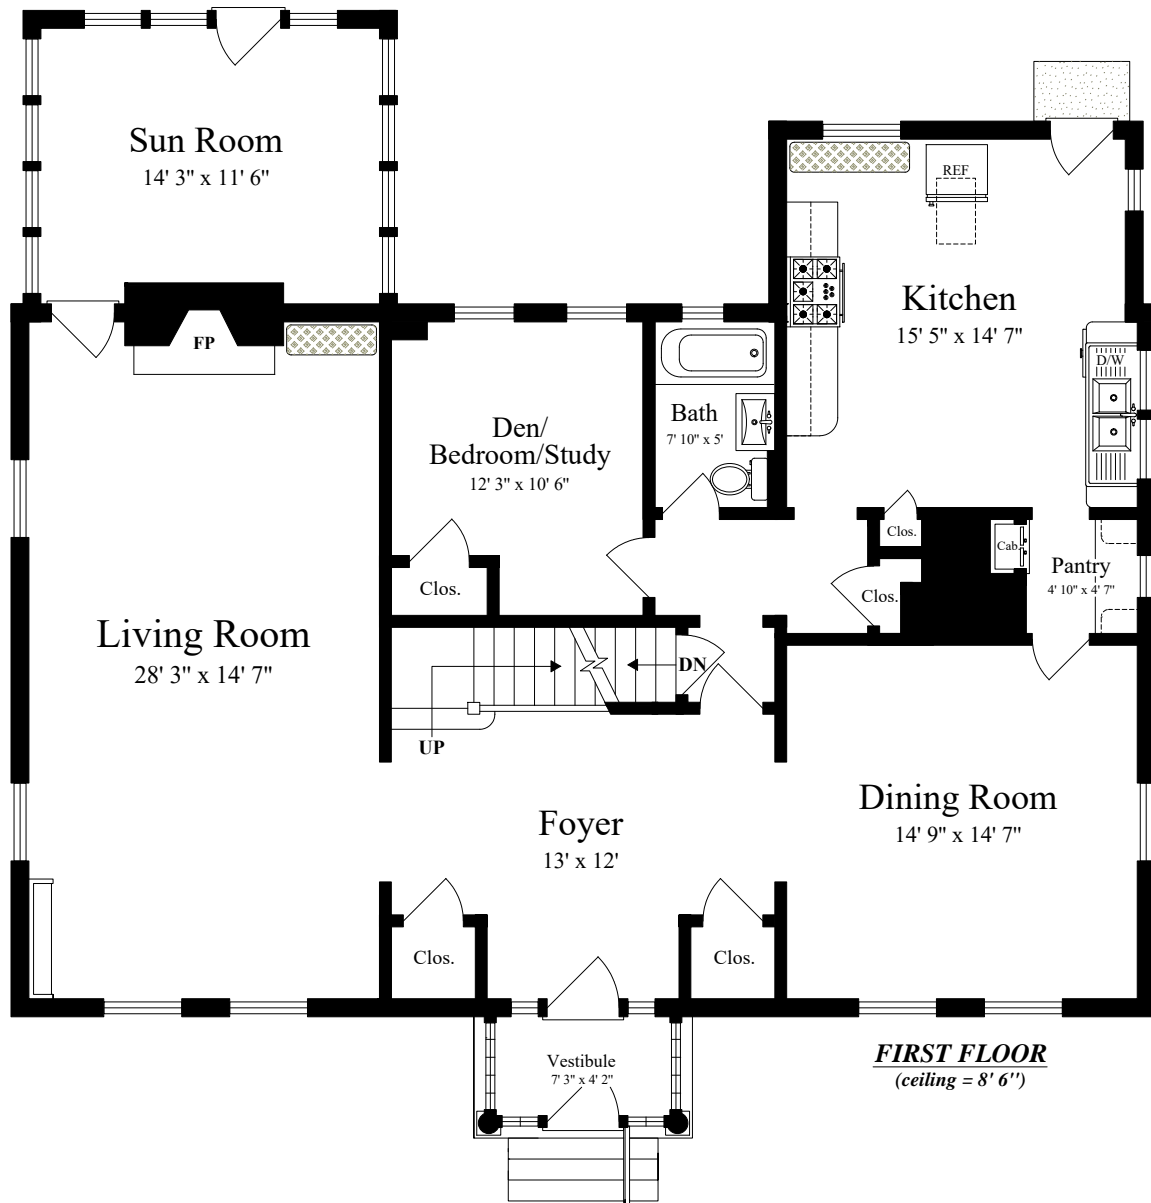 Sun Room
14' 3" x 11' 6"
REF
Kitchen
15' 5" x 14' 7"
FP
D/W
Bath
7' 10" x 5'
Den/
Bedroom/Study
12' 3" x 10' 6"
Clos.
Cab.
Pantry
4' 10" x 4' 7"
Clos.
Clos.
Living Room
28' 3" x 14' 7"
DN
UP
Dining Room
14' 9" x 14' 7"
Foyer
13' x 12'
Clos.
Clos.
FIRST FLOOR
(ceiling = 8' 6")
Vestibule
7' 3" x 4' 2"